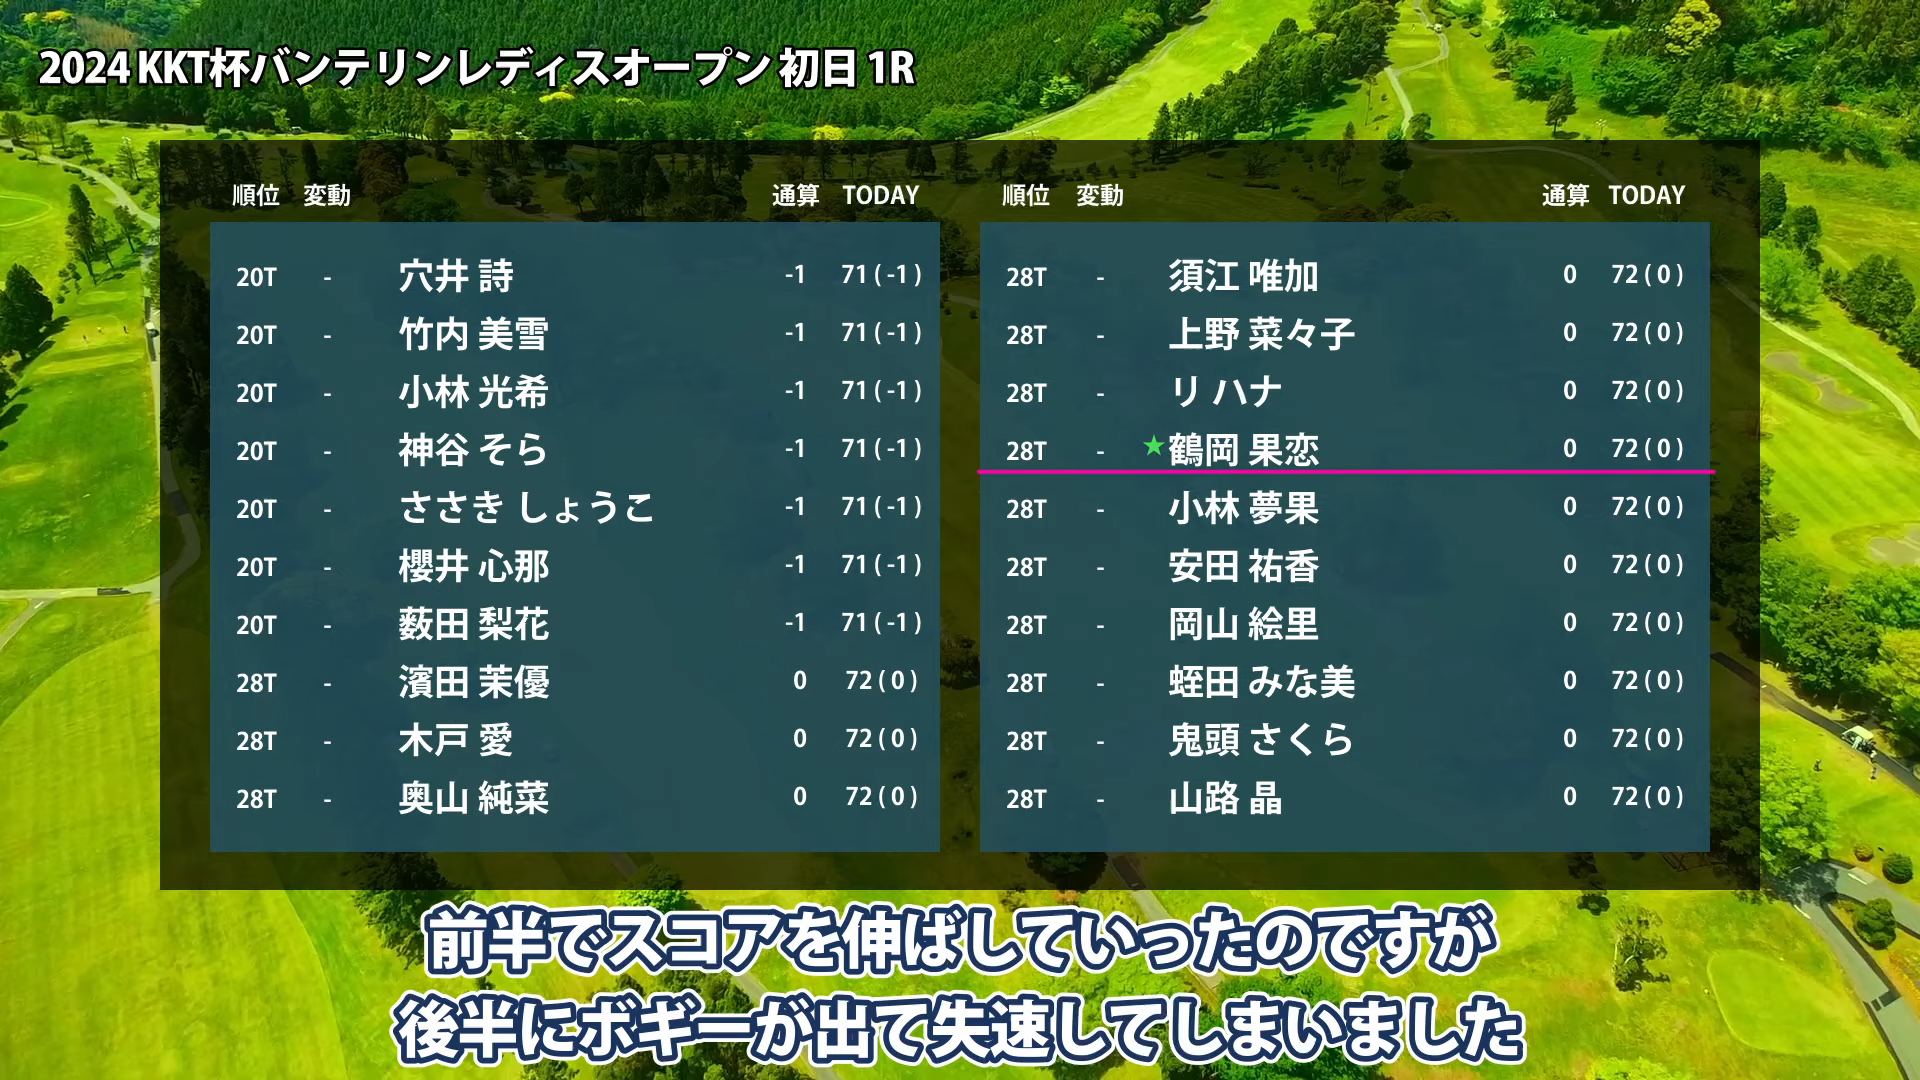 2024 KKT杯バンテリンレディスオープン 初日 1R
順位 変動 通算 TODAY
20T - 穴井 詩 -1 71 ( -1 )
20T - 竹内 美雪 -1 71 ( -1 )
20T - 小林 光希 -1 71 ( -1 )
20T - 神谷 そら -1 71 ( -1 )
20T - ささき しょうこ -1 71 ( -1 )
20T - 櫻井 心那 -1 71 ( -1 )
20T - 薮田 梨花 -1 71 ( -1 )
28T - 濱田 茉優 0 72 ( 0 )
28T - 木戸 愛 0 72 ( 0 )
28T - 奥山 純菜 0 72 ( 0 )
順位 変動 通算 TODAY
28T - 須江 唯加 0 72 ( 0 )
28T - 上野 菜々子 0 72 ( 0 )
28T - リ ハナ 0 72 ( 0 )
28T - ★鶴岡 果恋 0 72 ( 0 )
28T - 小林 夢果 0 72 ( 0 )
28T - 安田 祐香 0 72 ( 0 )
28T - 岡山 絵里 0 72 ( 0 )
28T - 蛭田 みな美 0 72 ( 0 )
28T - 鬼頭 さくら 0 72 ( 0 )
28T - 山路 晶 0 72 ( 0 )
前半でスコアを伸ばしていったのですが
後半にボギーが出て失速してしまいました